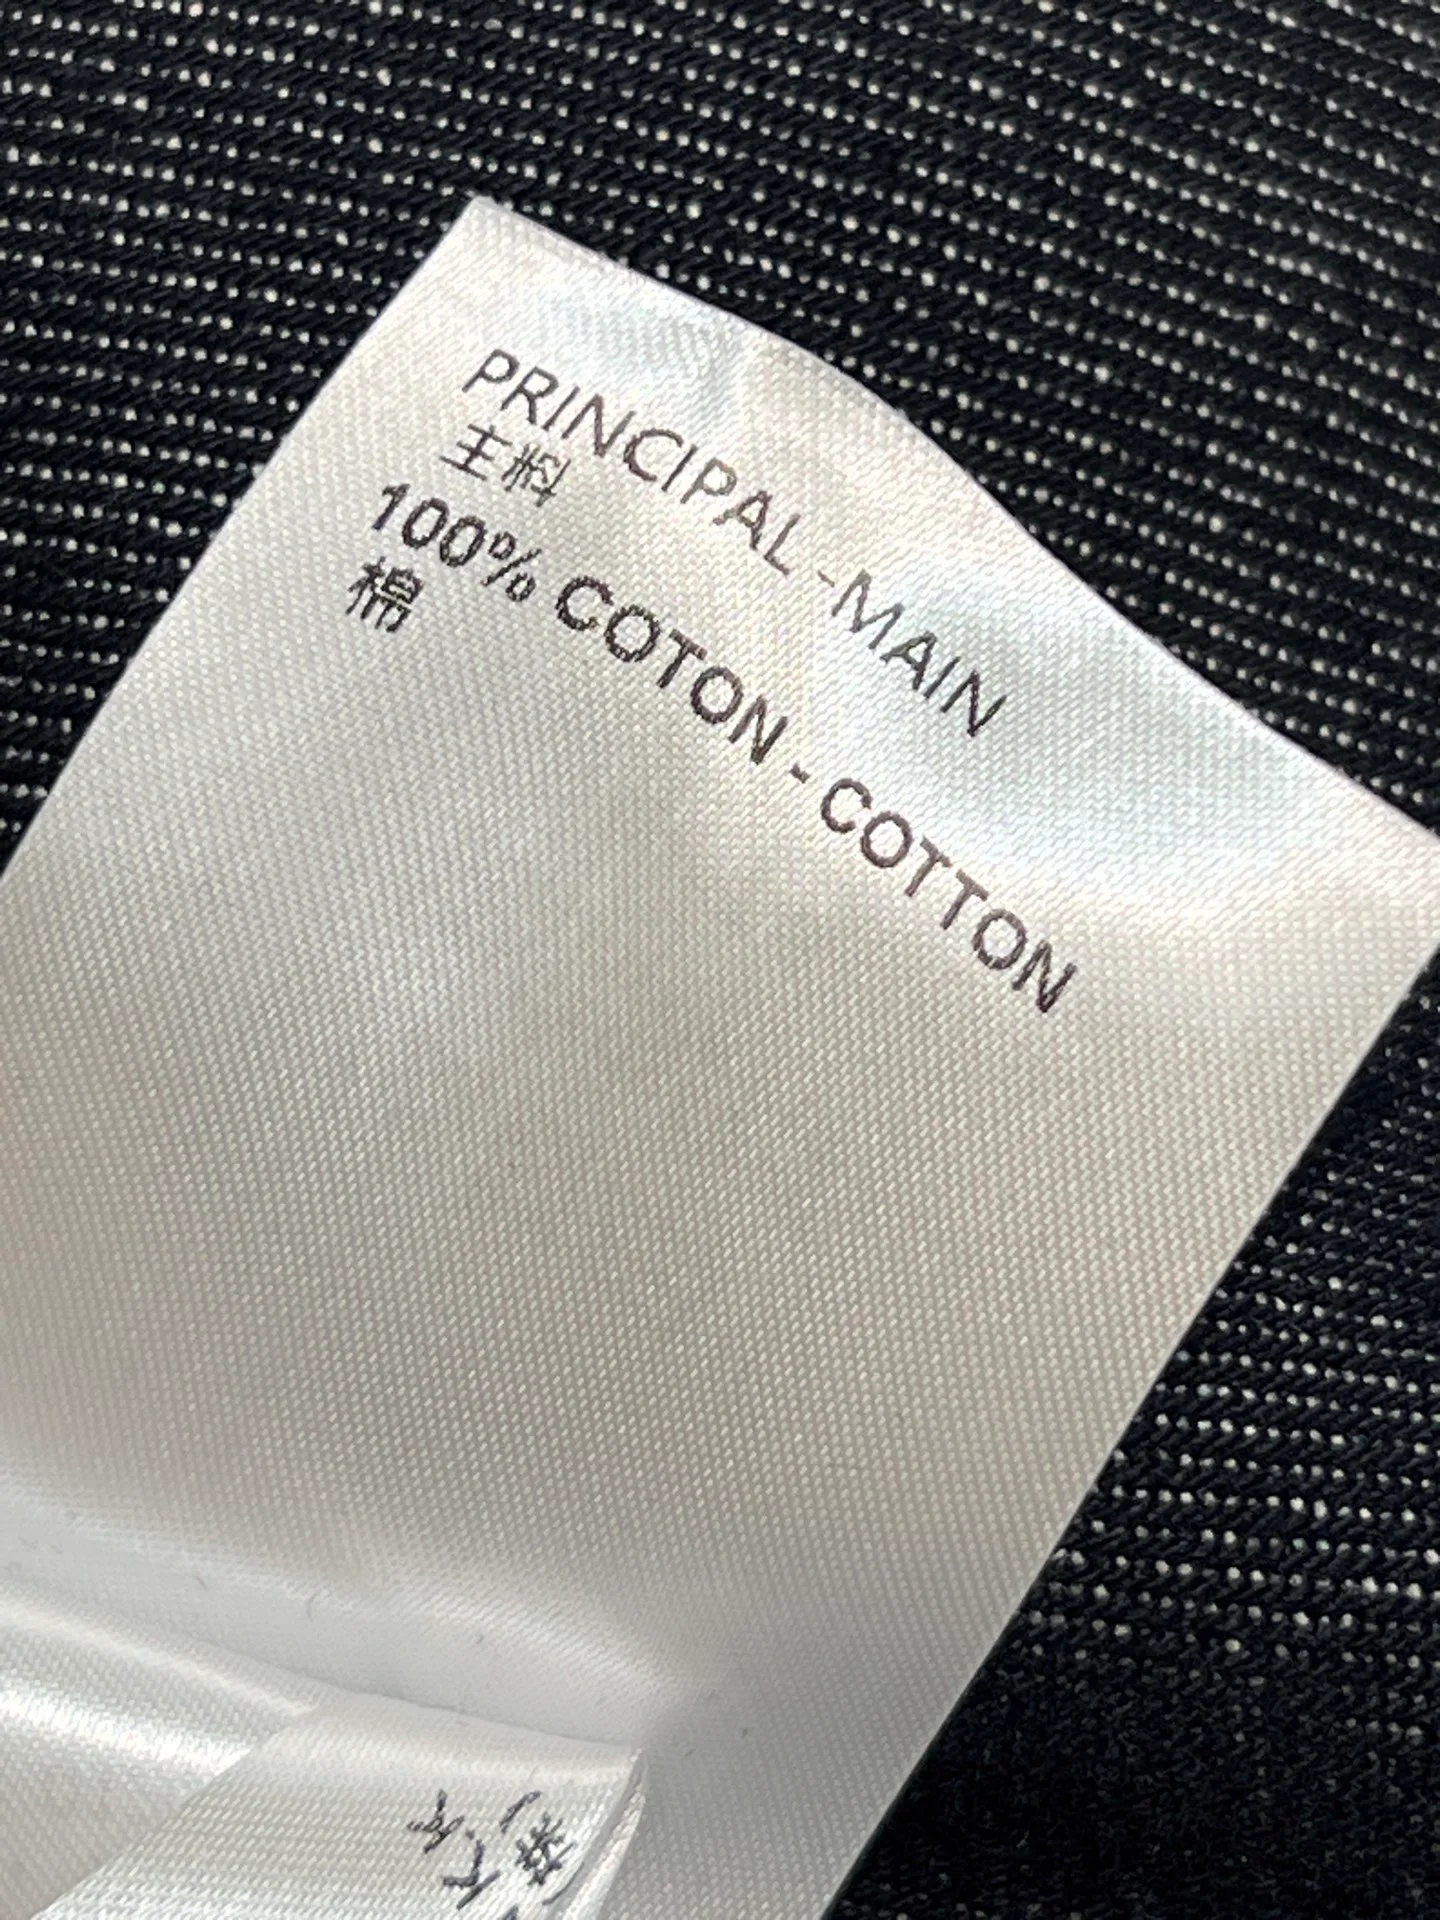 PRINCIPAL - MAIN
主料
100% COTON - COTTON
棉